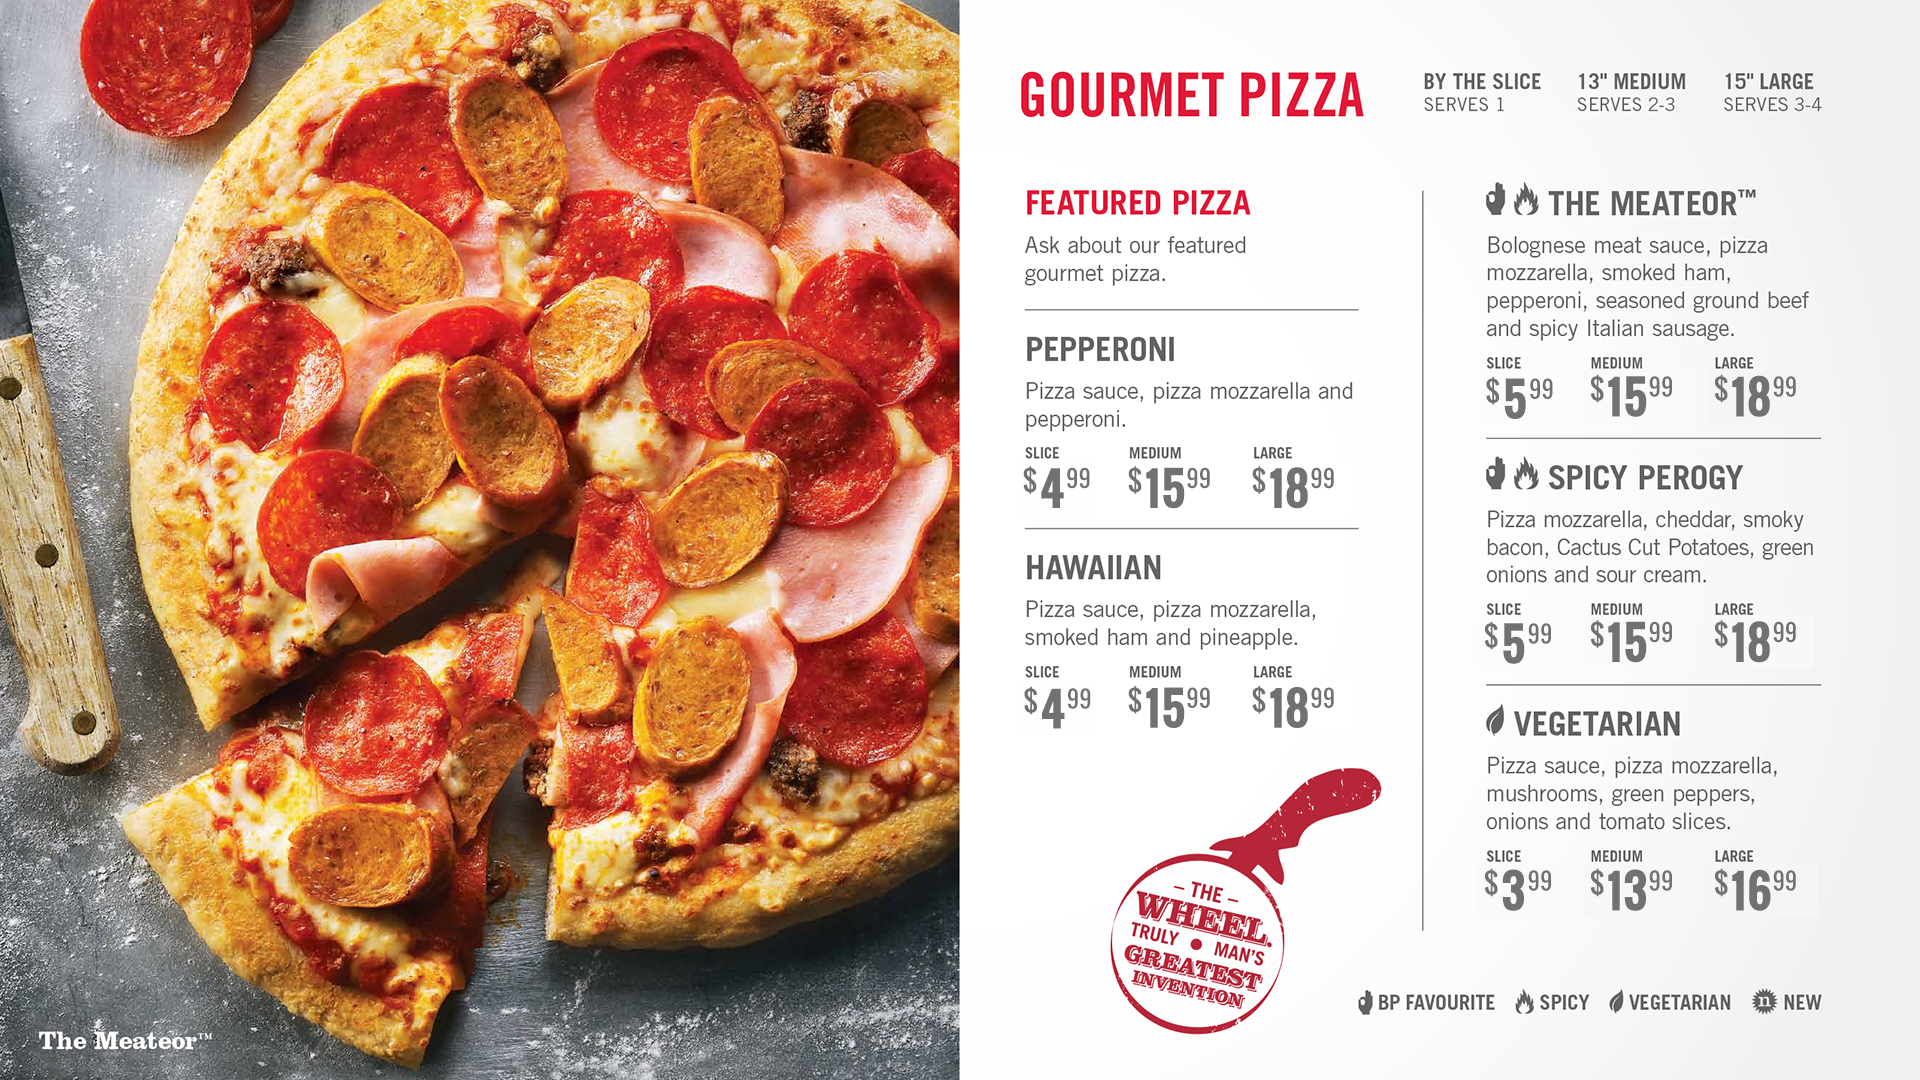 GOURMET PIZZA
BY THE SLICE
SERVES 1
13" MEDIUM
SERVES 2-3
15" LARGE
SERVES 3-4
FEATURED PIZZA
Ask about our featured
gourmet pizza.
PEPPERONI
Pizza sauce, pizza mozzarella and
pepperoni.
SLICE MEDIUM LARGE
$4.99 $15.99 $18.99
HAWAIIAN
Pizza sauce, pizza mozzarella,
smoked ham and pineapple.
SLICE MEDIUM LARGE
$4.99 $15.99 $18.99
– THE –
WHEEL.
TRULY • MAN'S
GREATEST
INVENTION
THE MEATEOR™
Bolognese meat sauce, pizza
mozzarella, smoked ham,
pepperoni, seasoned ground beef
and spicy Italian sausage.
SLICE MEDIUM LARGE
$5.99 $15.99 $18.99
SPICY PEROGY
Pizza mozzarella, cheddar, smoky
bacon, Cactus Cut Potatoes, green
onions and sour cream.
SLICE MEDIUM LARGE
$5.99 $15.99 $18.99
VEGETARIAN
Pizza sauce, pizza mozzarella,
mushrooms, green peppers,
onions and tomato slices.
SLICE MEDIUM LARGE
$3.99 $13.99 $16.99
BP FAVOURITE SPICY VEGETARIAN n NEW
The Meateor™